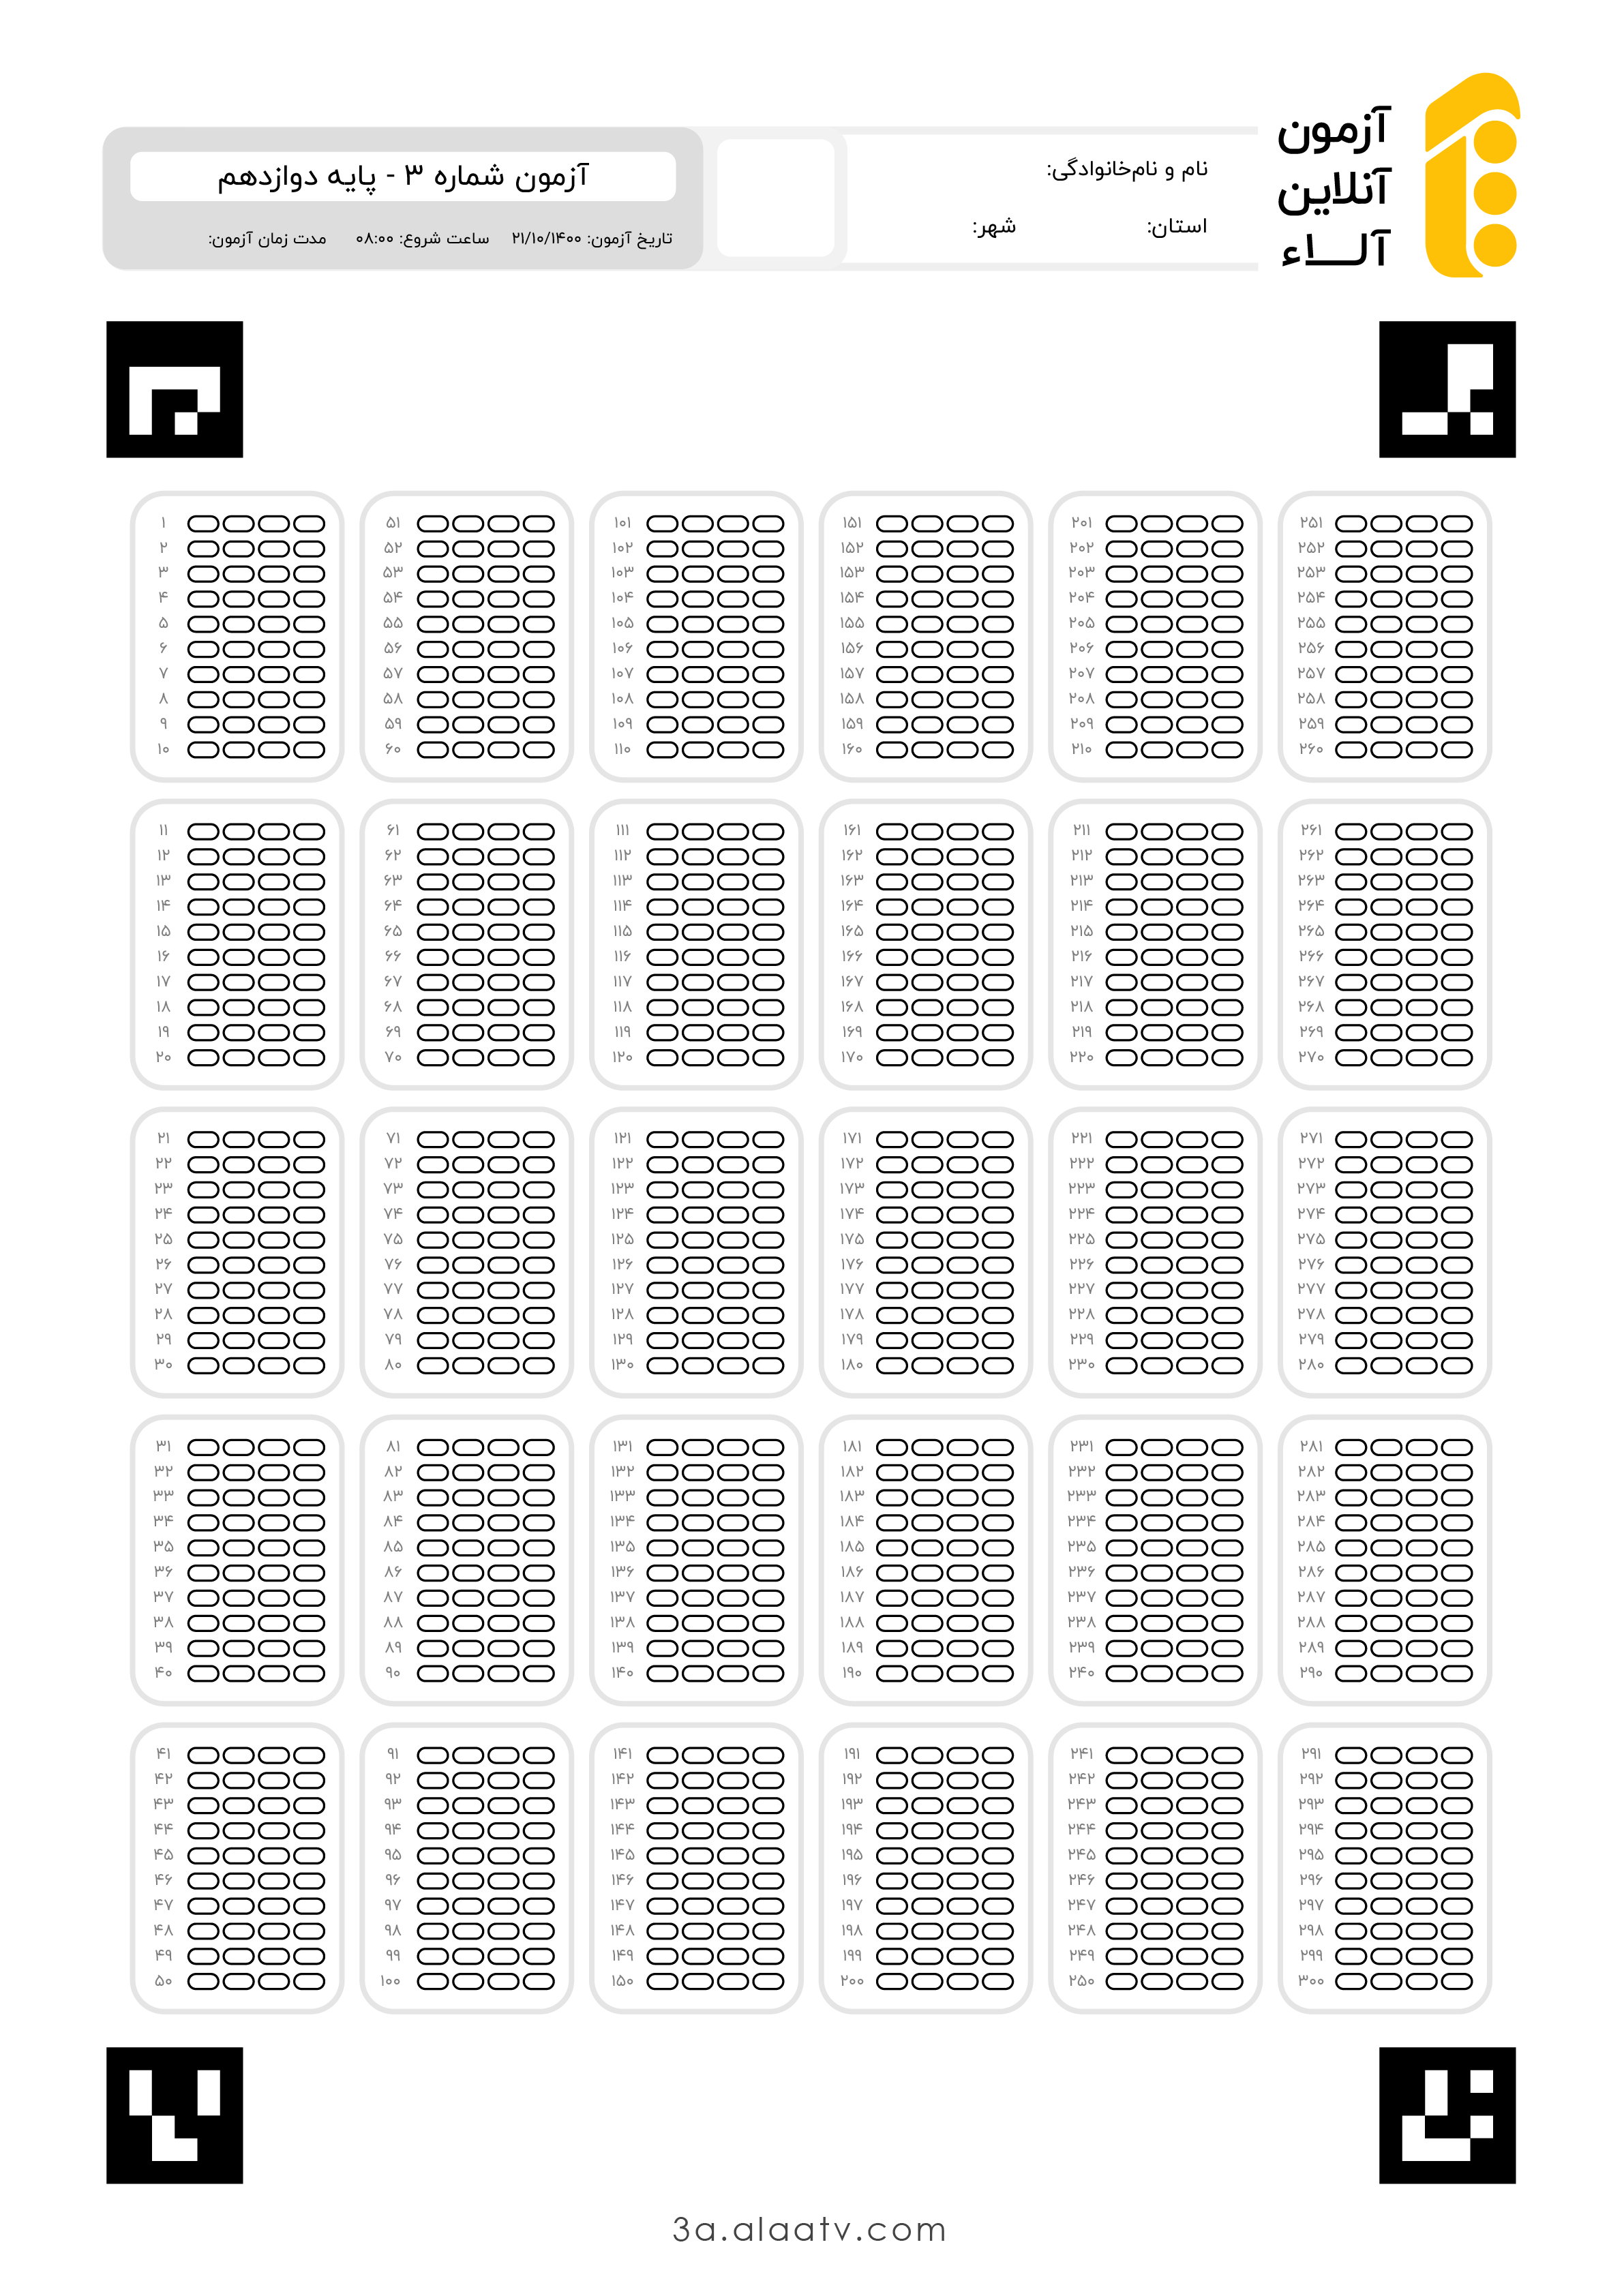 آزمون
آنلاین
آلــاء
نام و نام‌خانوادگی:
استان: شهر:
آزمون شماره ۳ - پایه دوازدهم
تاریخ آزمون: ۲۱/۱۰/۱۴۰۰ ساعت شروع: ۰۸:۰۰ مدت زمان آزمون:
۱ ۵۱ ۱۰۱ ۱۵۱ ۲۰۱ ۲۵۱
۲ ۵۲ ۱۰۲ ۱۵۲ ۲۰۲ ۲۵۲
۳ ۵۳ ۱۰۳ ۱۵۳ ۲۰۳ ۲۵۳
۴ ۵۴ ۱۰۴ ۱۵۴ ۲۰۴ ۲۵۴
۵ ۵۵ ۱۰۵ ۱۵۵ ۲۰۵ ۲۵۵
۶ ۵۶ ۱۰۶ ۱۵۶ ۲۰۶ ۲۵۶
۷ ۵۷ ۱۰۷ ۱۵۷ ۲۰۷ ۲۵۷
۸ ۵۸ ۱۰۸ ۱۵۸ ۲۰۸ ۲۵۸
۹ ۵۹ ۱۰۹ ۱۵۹ ۲۰۹ ۲۵۹
۱۰ ۶۰ ۱۱۰ ۱۶۰ ۲۱۰ ۲۶۰
۱۱ ۶۱ ۱۱۱ ۱۶۱ ۲۱۱ ۲۶۱
۱۲ ۶۲ ۱۱۲ ۱۶۲ ۲۱۲ ۲۶۲
۱۳ ۶۳ ۱۱۳ ۱۶۳ ۲۱۳ ۲۶۳
۱۴ ۶۴ ۱۱۴ ۱۶۴ ۲۱۴ ۲۶۴
۱۵ ۶۵ ۱۱۵ ۱۶۵ ۲۱۵ ۲۶۵
۱۶ ۶۶ ۱۱۶ ۱۶۶ ۲۱۶ ۲۶۶
۱۷ ۶۷ ۱۱۷ ۱۶۷ ۲۱۷ ۲۶۷
۱۸ ۶۸ ۱۱۸ ۱۶۸ ۲۱۸ ۲۶۸
۱۹ ۶۹ ۱۱۹ ۱۶۹ ۲۱۹ ۲۶۹
۲۰ ۷۰ ۱۲۰ ۱۷۰ ۲۲۰ ۲۷۰
۲۱ ۷۱ ۱۲۱ ۱۷۱ ۲۲۱ ۲۷۱
۲۲ ۷۲ ۱۲۲ ۱۷۲ ۲۲۲ ۲۷۲
۲۳ ۷۳ ۱۲۳ ۱۷۳ ۲۲۳ ۲۷۳
۲۴ ۷۴ ۱۲۴ ۱۷۴ ۲۲۴ ۲۷۴
۲۵ ۷۵ ۱۲۵ ۱۷۵ ۲۲۵ ۲۷۵
۲۶ ۷۶ ۱۲۶ ۱۷۶ ۲۲۶ ۲۷۶
۲۷ ۷۷ ۱۲۷ ۱۷۷ ۲۲۷ ۲۷۷
۲۸ ۷۸ ۱۲۸ ۱۷۸ ۲۲۸ ۲۷۸
۲۹ ۷۹ ۱۲۹ ۱۷۹ ۲۲۹ ۲۷۹
۳۰ ۸۰ ۱۳۰ ۱۸۰ ۲۳۰ ۲۸۰
۳۱ ۸۱ ۱۳۱ ۱۸۱ ۲۳۱ ۲۸۱
۳۲ ۸۲ ۱۳۲ ۱۸۲ ۲۳۲ ۲۸۲
۳۳ ۸۳ ۱۳۳ ۱۸۳ ۲۳۳ ۲۸۳
۳۴ ۸۴ ۱۳۴ ۱۸۴ ۲۳۴ ۲۸۴
۳۵ ۸۵ ۱۳۵ ۱۸۵ ۲۳۵ ۲۸۵
۳۶ ۸۶ ۱۳۶ ۱۸۶ ۲۳۶ ۲۸۶
۳۷ ۸۷ ۱۳۷ ۱۸۷ ۲۳۷ ۲۸۷
۳۸ ۸۸ ۱۳۸ ۱۸۸ ۲۳۸ ۲۸۸
۳۹ ۸۹ ۱۳۹ ۱۸۹ ۲۳۹ ۲۸۹
۴۰ ۹۰ ۱۴۰ ۱۹۰ ۲۴۰ ۲۹۰
۴۱ ۹۱ ۱۴۱ ۱۹۱ ۲۴۱ ۲۹۱
۴۲ ۹۲ ۱۴۲ ۱۹۲ ۲۴۲ ۲۹۲
۴۳ ۹۳ ۱۴۳ ۱۹۳ ۲۴۳ ۲۹۳
۴۴ ۹۴ ۱۴۴ ۱۹۴ ۲۴۴ ۲۹۴
۴۵ ۹۵ ۱۴۵ ۱۹۵ ۲۴۵ ۲۹۵
۴۶ ۹۶ ۱۴۶ ۱۹۶ ۲۴۶ ۲۹۶
۴۷ ۹۷ ۱۴۷ ۱۹۷ ۲۴۷ ۲۹۷
۴۸ ۹۸ ۱۴۸ ۱۹۸ ۲۴۸ ۲۹۸
۴۹ ۹۹ ۱۴۹ ۱۹۹ ۲۴۹ ۲۹۹
۵۰ ۱۰۰ ۱۵۰ ۲۰۰ ۲۵۰ ۳۰۰
3a.alaatv.com